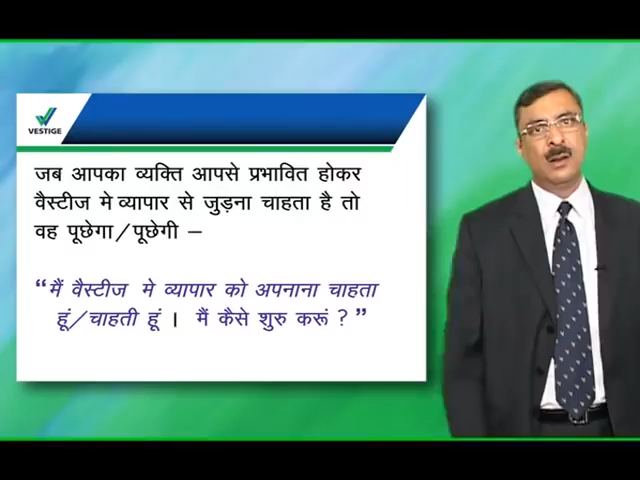 VESTIGE
जब आपका व्यक्ति आपसे प्रभावित होकर
वैस्टीज मे व्यापार से जुड़ना चाहता है तो
वह पूछेगा/पूछेगी –
“मैं वैस्टीज मे व्यापार को अपनाना चाहता
हूं/चाहती हूं । मैं कैसे शुरु करूं ? ”